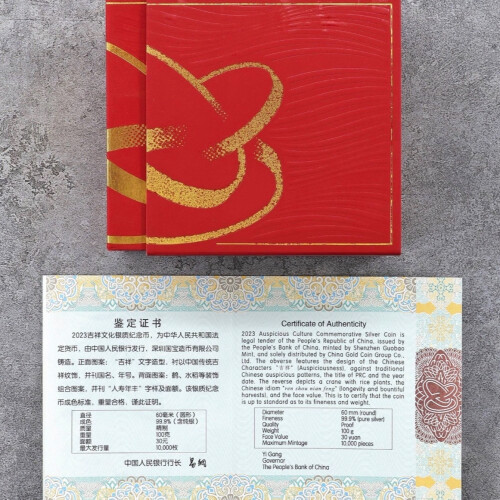 鉴定证书
2023吉祥文化银质纪念币，为中华人民共和国法
定货币，由中国人民银行发行，深圳国宝造币有限公司
铸造。正面图案：“吉祥”文字造型，衬以中国传统吉
祥纹饰，并刊国名、年号。背面图案：鹤、水和等装饰
组合图案，并刊“人寿年丰”字样及面额。该银质纪念
币成色标准，重量合格，谨此证明。
直径 60毫米（圆形）
成色 99.9%（含纯银）
质量 精制
重量 100克
面额 30元
最大发行量 10,000枚
中国人民银行行长
Certificate of Authenticity
2023 Auspicious Culture Commemorative Silver Coin is
legal tender of the People's Republic of China, issued by
the People's Bank of China, minted by Shenzhen Guobao
Mint, and solely distributed by China Gold Coin Group Co.,
Ltd. The obverse features the design of the Chinese
Characters "吉祥" (Auspiciousness), against traditional
Chinese auspicious patterns, the title of PRC and the year
date. The reverse depicts a crane with rice plants, the
Chinese idiom "ren shou nian feng" (longevity and bountiful
harvests), and the face value. This is to certify that the coin
is up to standard as to its fineness and weight.
Diameter 60 mm (round)
Fineness 99.9% (pure silver)
Quality Proof
Weight 100 g
Face Value 30 yuan
Maximum Mintage 10,000 pieces
Yi Gang
Governor
The People's Bank of China